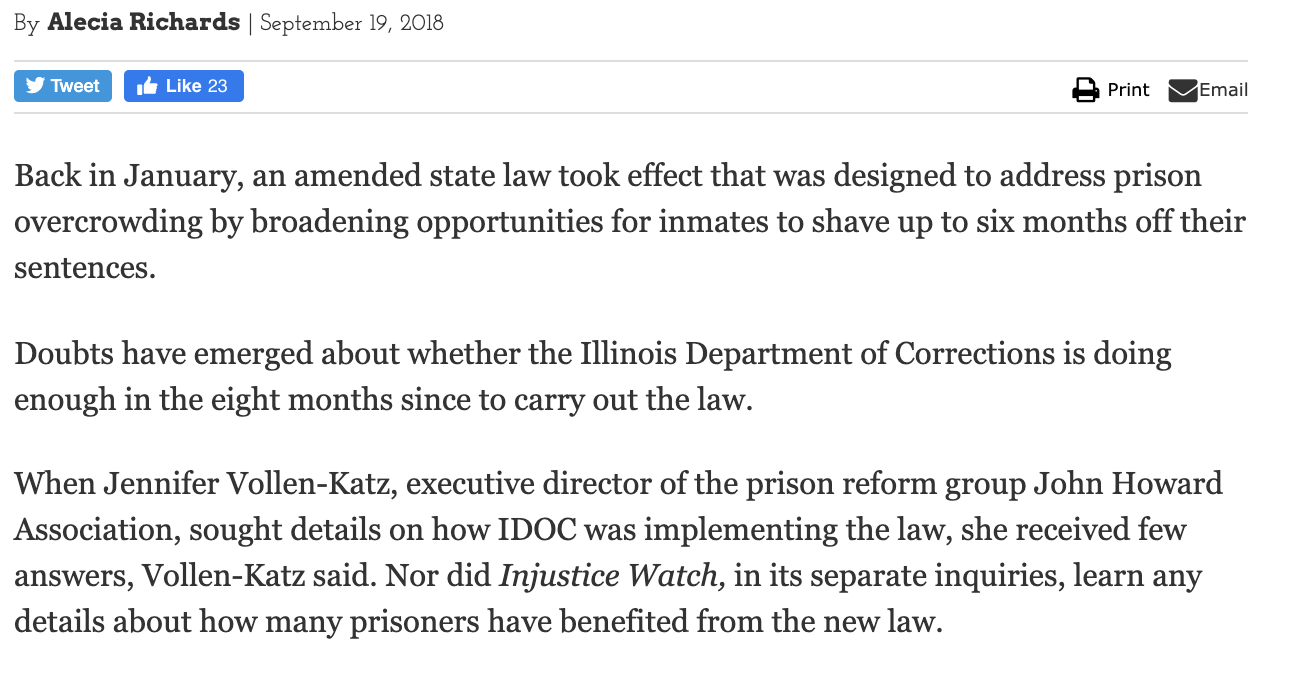 By Alecia Richards | September 19, 2018
Tweet Like 23 Print Email
Back in January, an amended state law took effect that was designed to address prison
overcrowding by broadening opportunities for inmates to shave up to six months off their
sentences.
Doubts have emerged about whether the Illinois Department of Corrections is doing
enough in the eight months since to carry out the law.
When Jennifer Vollen-Katz, executive director of the prison reform group John Howard
Association, sought details on how IDOC was implementing the law, she received few
answers, Vollen-Katz said. Nor did Injustice Watch, in its separate inquiries, learn any
details about how many prisoners have benefited from the new law.